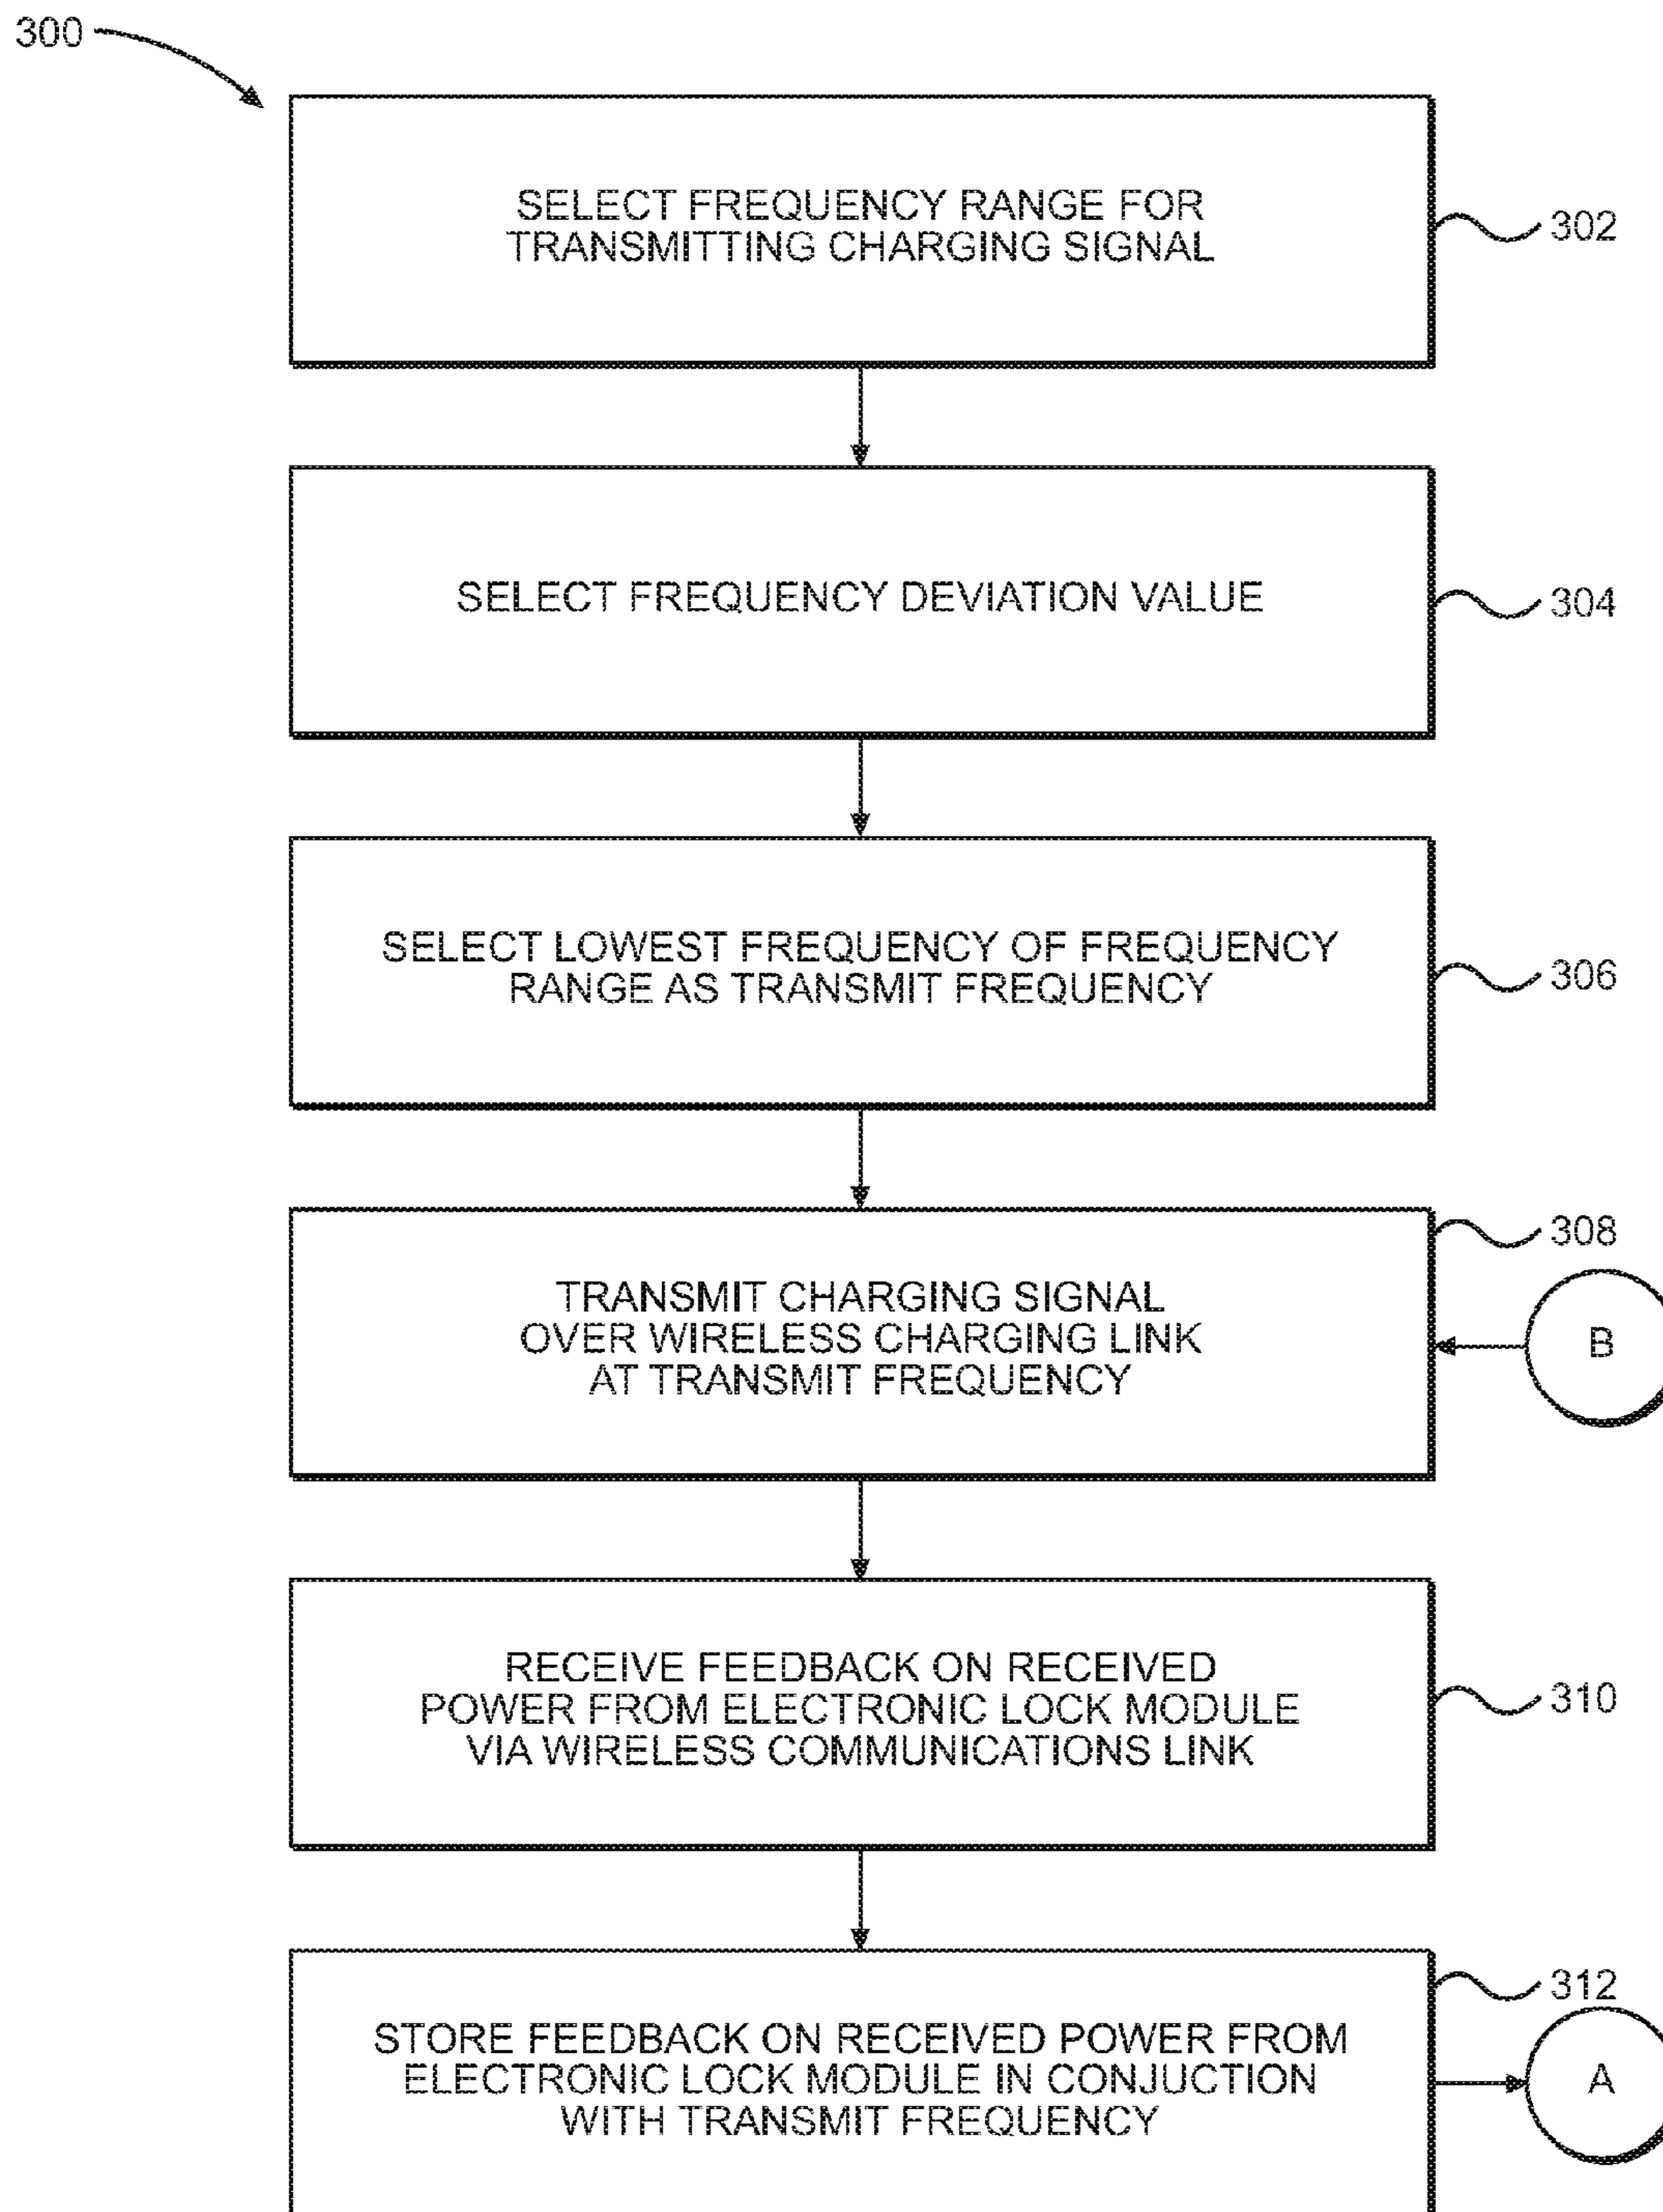 300
SELECT FREQUENCY RANGE FOR
TRANSMITTING CHARGING SIGNAL
302
SELECT FREQUENCY DEVIATION VALUE
304
SELECT LOWEST FREQUENCY OF FREQUENCY
RANGE AS TRANSMIT FREQUENCY
306
308
TRANSMIT CHARGING SIGNAL
OVER WIRELESS CHARGING LINK
AT TRANSMIT FREQUENCY
B
RECEIVE FEEDBACK ON RECEIVED
POWER FROM ELECTRONIC LOCK MODULE
VIA WIRELESS COMMUNICATIONS LINK
310
312
STORE FEEDBACK ON RECEIVED POWER FROM
ELECTRONIC LOCK MODULE IN CONJUCTION
WITH TRANSMIT FREQUENCY
A